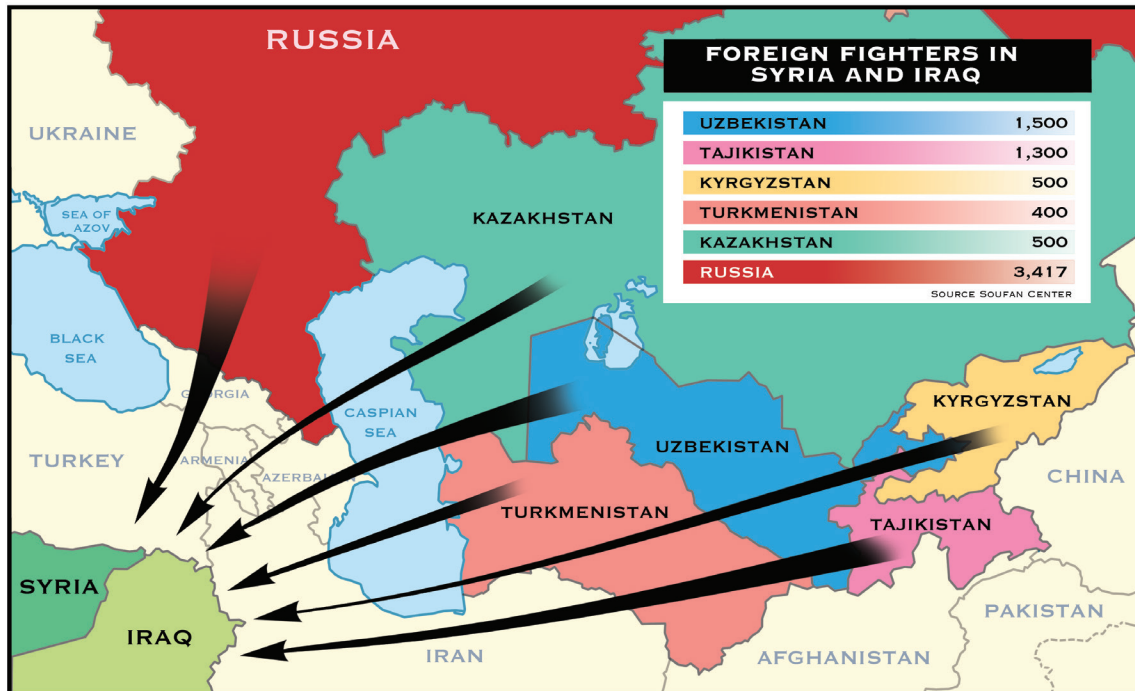 RUSSIA
FOREIGN FIGHTERS IN
SYRIA AND IRAQ
UZBEKISTAN 1,500
TAJIKISTAN 1,300
KYRGYZSTAN 500
TURKMENISTAN 400
KAZAKHSTAN 500
RUSSIA 3,417
SOURCE SOUFAN CENTER
UKRAINE
SEA OF
AZOV
KAZAKHSTAN
BLACK
SEA
GEORGIA
CASPIAN
SEA
KYRGYZSTAN
TURKEY
ARMENIA
AZERBAIJAN
UZBEKISTAN
CHINA
TURKMENISTAN
TAJIKISTAN
SYRIA
IRAQ
IRAN
AFGHANISTAN
PAKISTAN